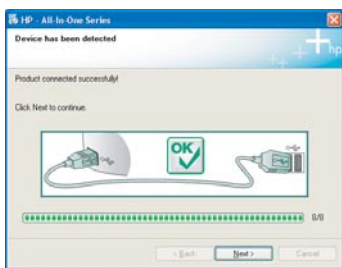 HP - All-In-One Series
Device has been detected
hp
Product connected successfully!
Click Next to continue.
OK
8/8
< Back
Next >
Cancel